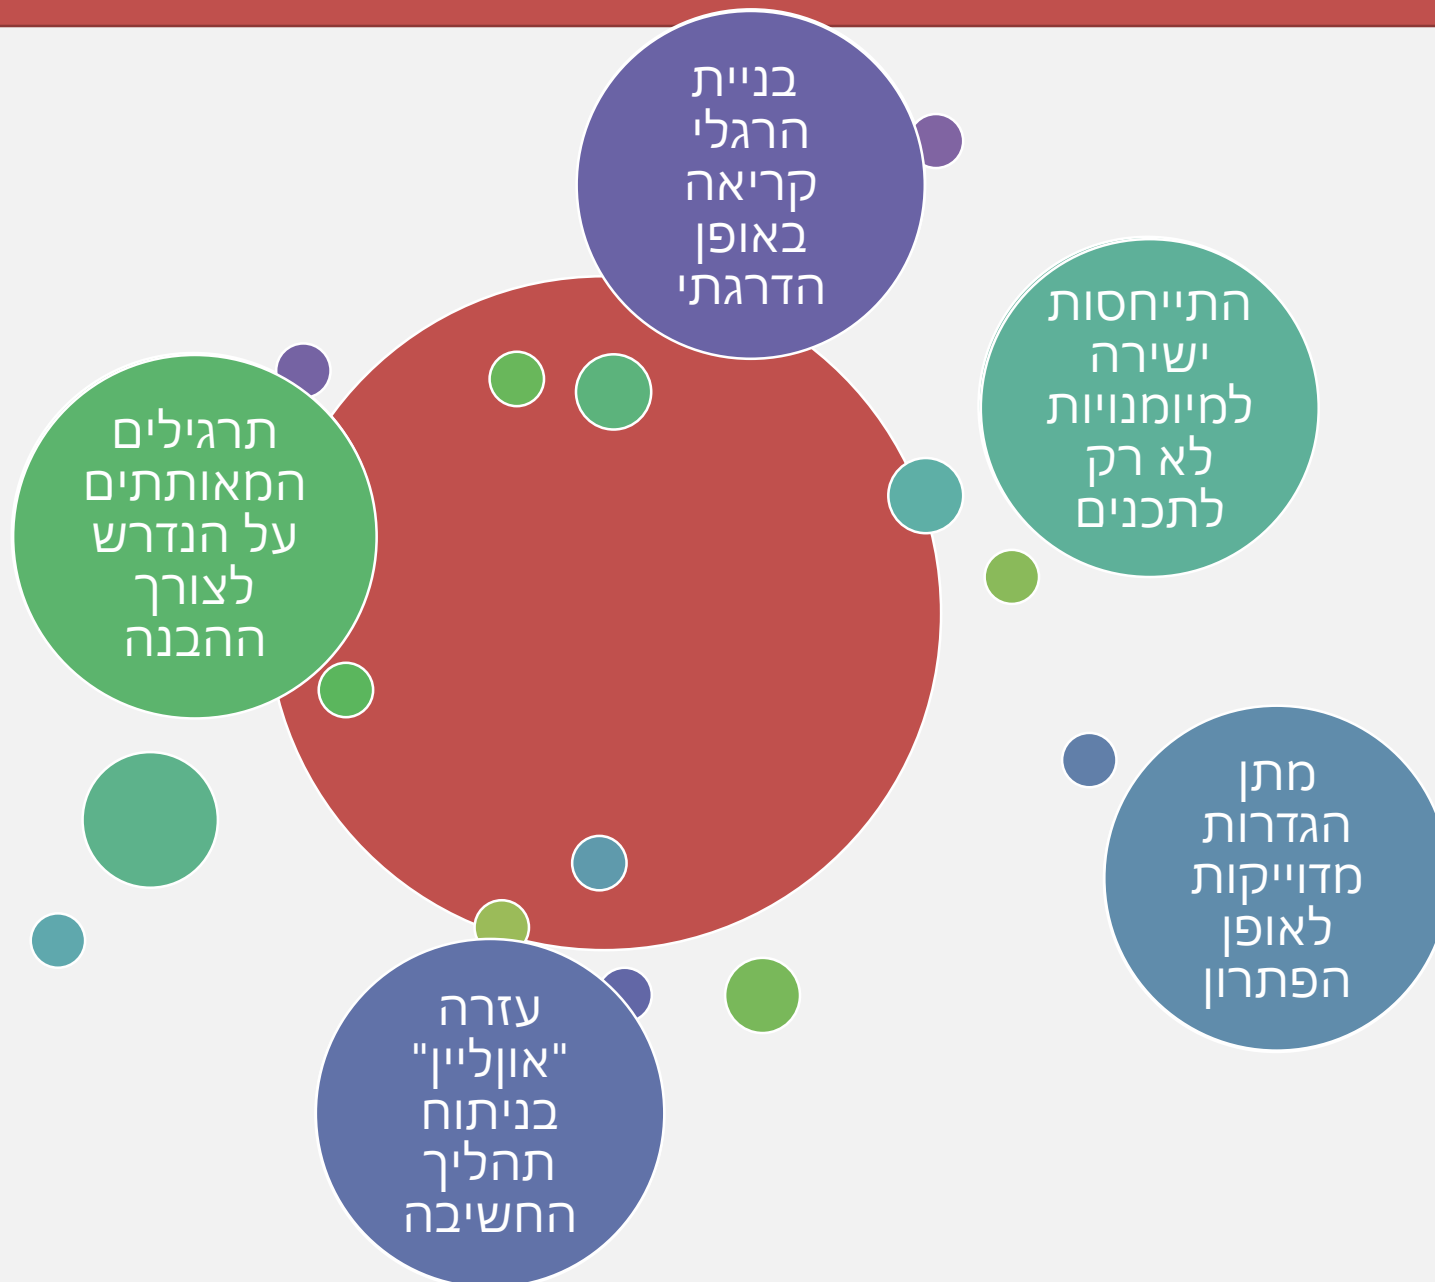 בניית
הרגלי
קריאה
באופן
הדרגתי
התייחסות
ישירה
למיומנויות
לא רק
לתכנים
תרגילים
המאותתים
על הנדרש
לצורך
ההבנה
מתן
הגדרות
מדוייקות
לאופן
הפתרון
עזרה
"אוןליין"
בניתוח
תהליך
החשיבה